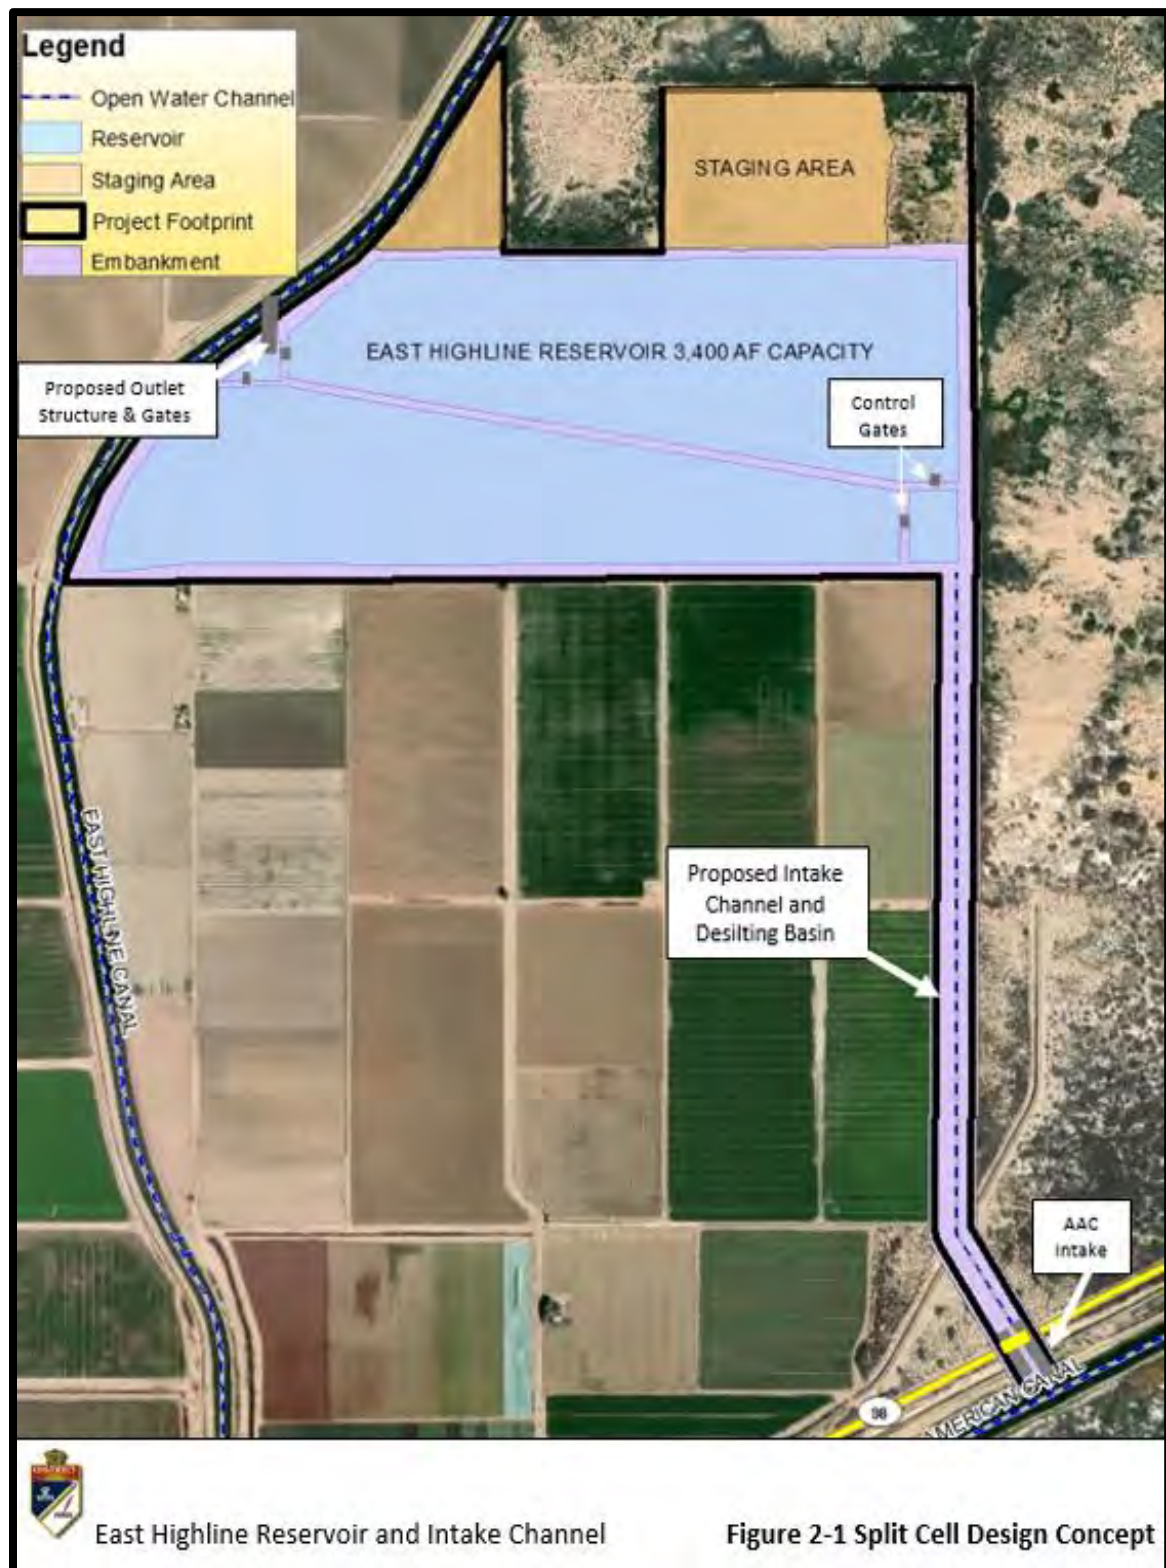 Legend
Open Water Channel
Reservoir
Staging Area
Project Footprint
Embankment
STAGING AREA
EAST HIGHLINE RESERVOIR 3,400 AF CAPACITY
Proposed Outlet
Structure & Gates
Control
Gates
EAST HIGHLINE CANAL
Proposed Intake
Channel and
Desilting Basin
AAC
Intake
98
AMERICAN CANAL
East Highline Reservoir and Intake Channel
Figure 2-1 Split Cell Design Concept